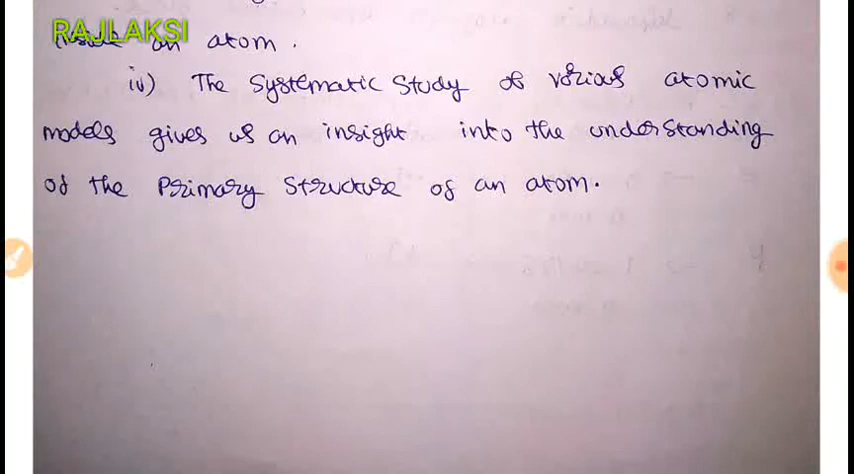 RAJLAKSI
an atom.
iv) The Systematic Study of various atomic
models gives us an insight into the understanding
of the Primary Structure of an atom.